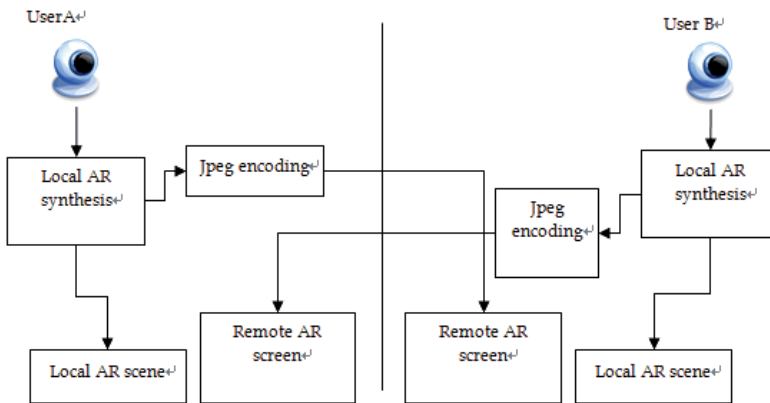 UserA↵
User B↵
Local AR
synthesis↵
Jpeg encoding↵
Local AR
synthesis↵
Jpeg
encoding↵
Remote AR
screen↵
Remote AR
screen↵
Local AR scene↵
Local AR scene↵